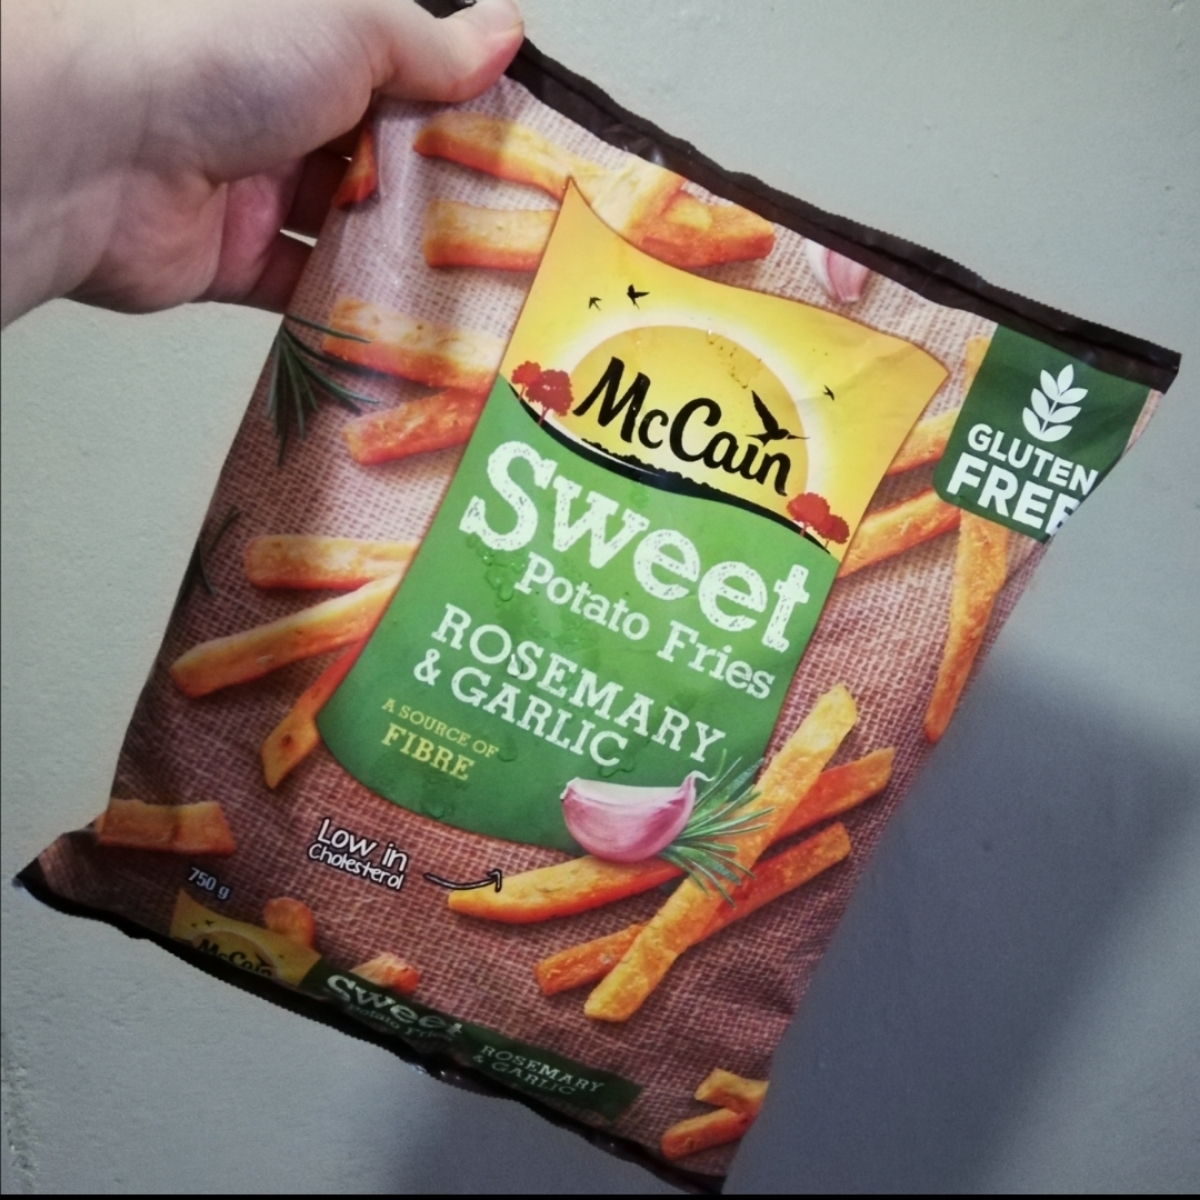 McCain
Sweet
Potato Fries
ROSEMARY
& GARLIC
A SOURCE OF
FIBRE
GLUTEN
FREE
Low in
Cholesterol
750 g
McCain
Sweet
Potato Fries
ROSEMARY
& GARLIC